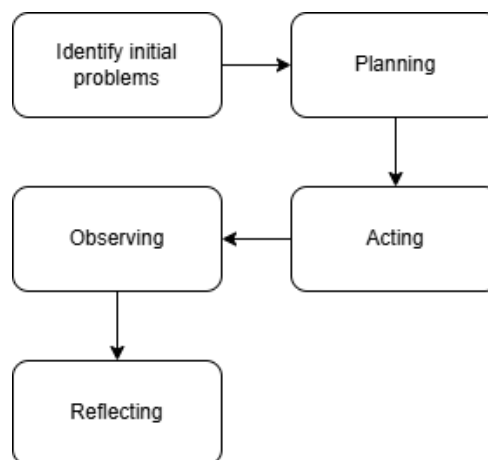 Identify initial
problems
Planning
Acting
Observing
Reflecting